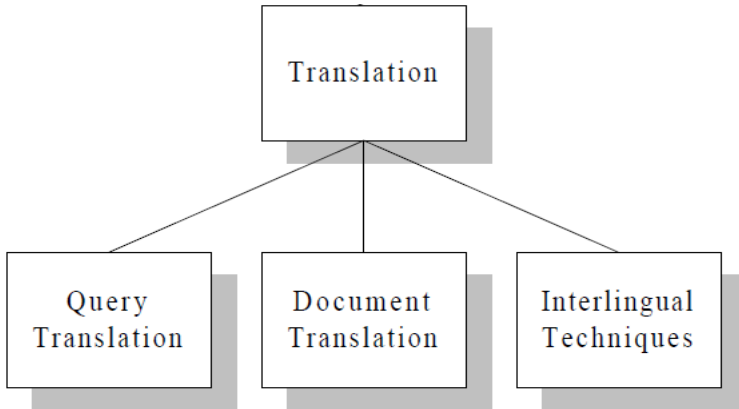 Translation
Query
Translation
Document
Translation
Interlingual
Techniques